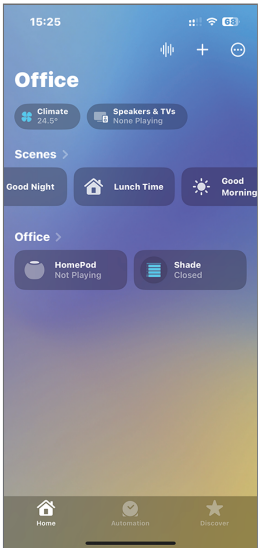 15:25
68
Office
Climate
24.5°
Speakers & TVs
None Playing
Scenes
Good Night
Lunch Time
Good
Morning
Office
HomePod
Not Playing
Shade
Closed
Home
Automation
Discover